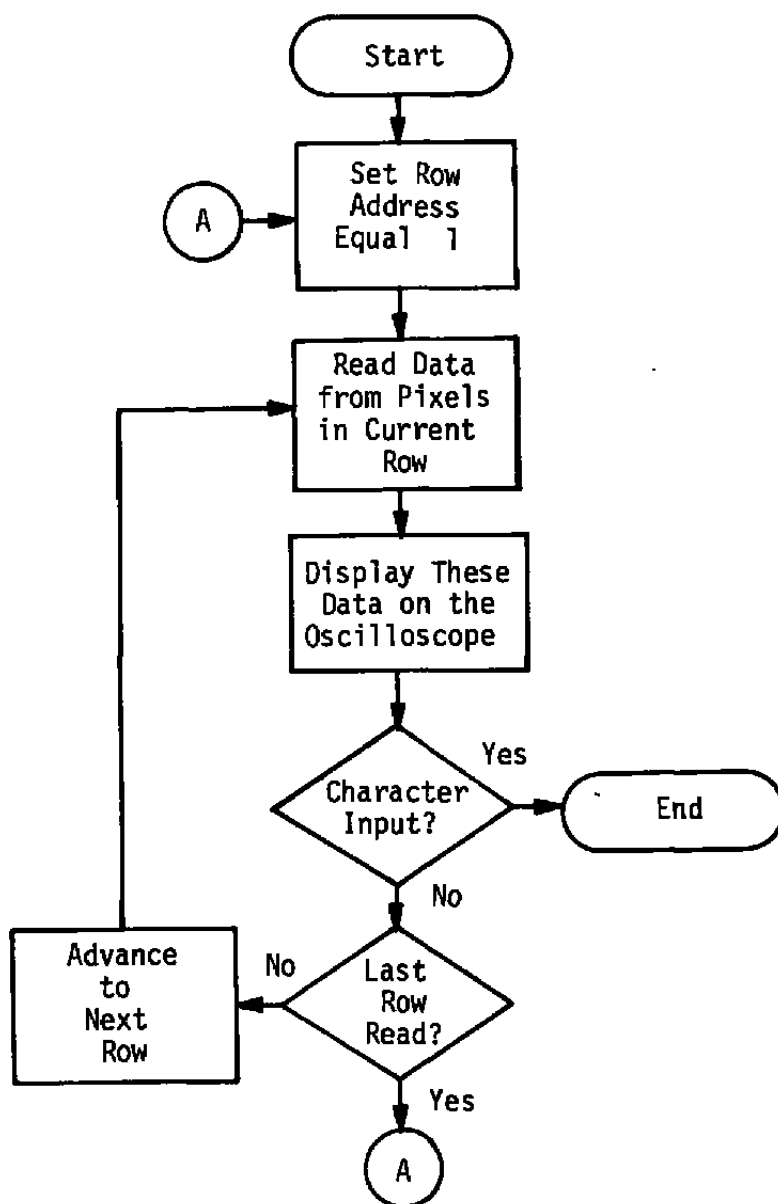 Start
Set Row
Address
Equal 1
A
Read Data
from Pixels
in Current
Row
Display These
Data on the
Oscilloscope
Yes
Character
Input?
End
No
Advance
to
Next
Row
No
Last
Row
Read?
Yes
A